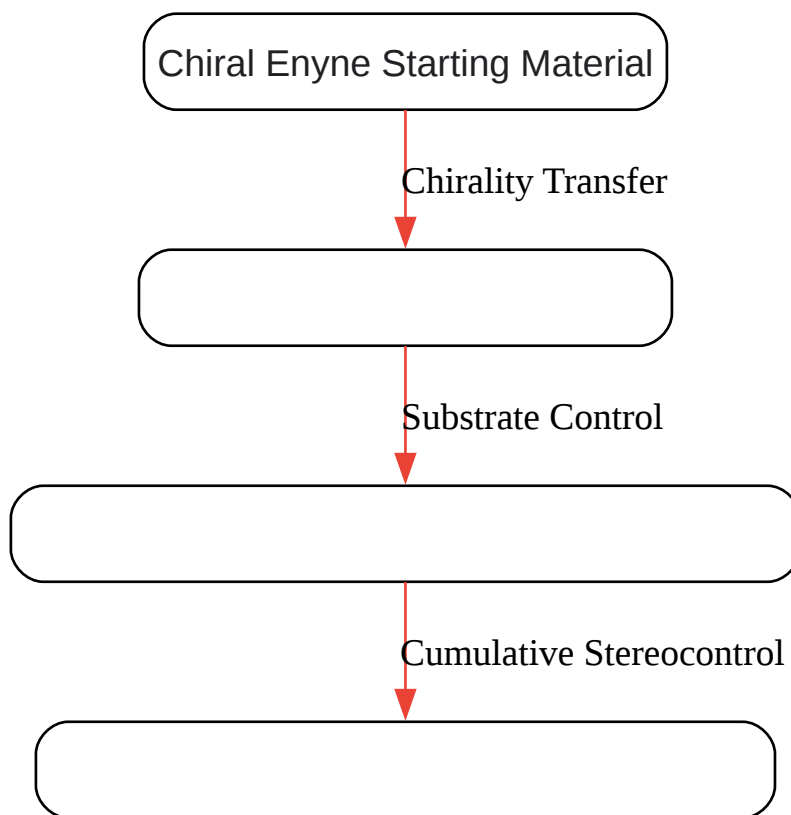 Chiral Enyne Starting Material
Chirality Transfer
Substrate Control
Cumulative Stereocontrol